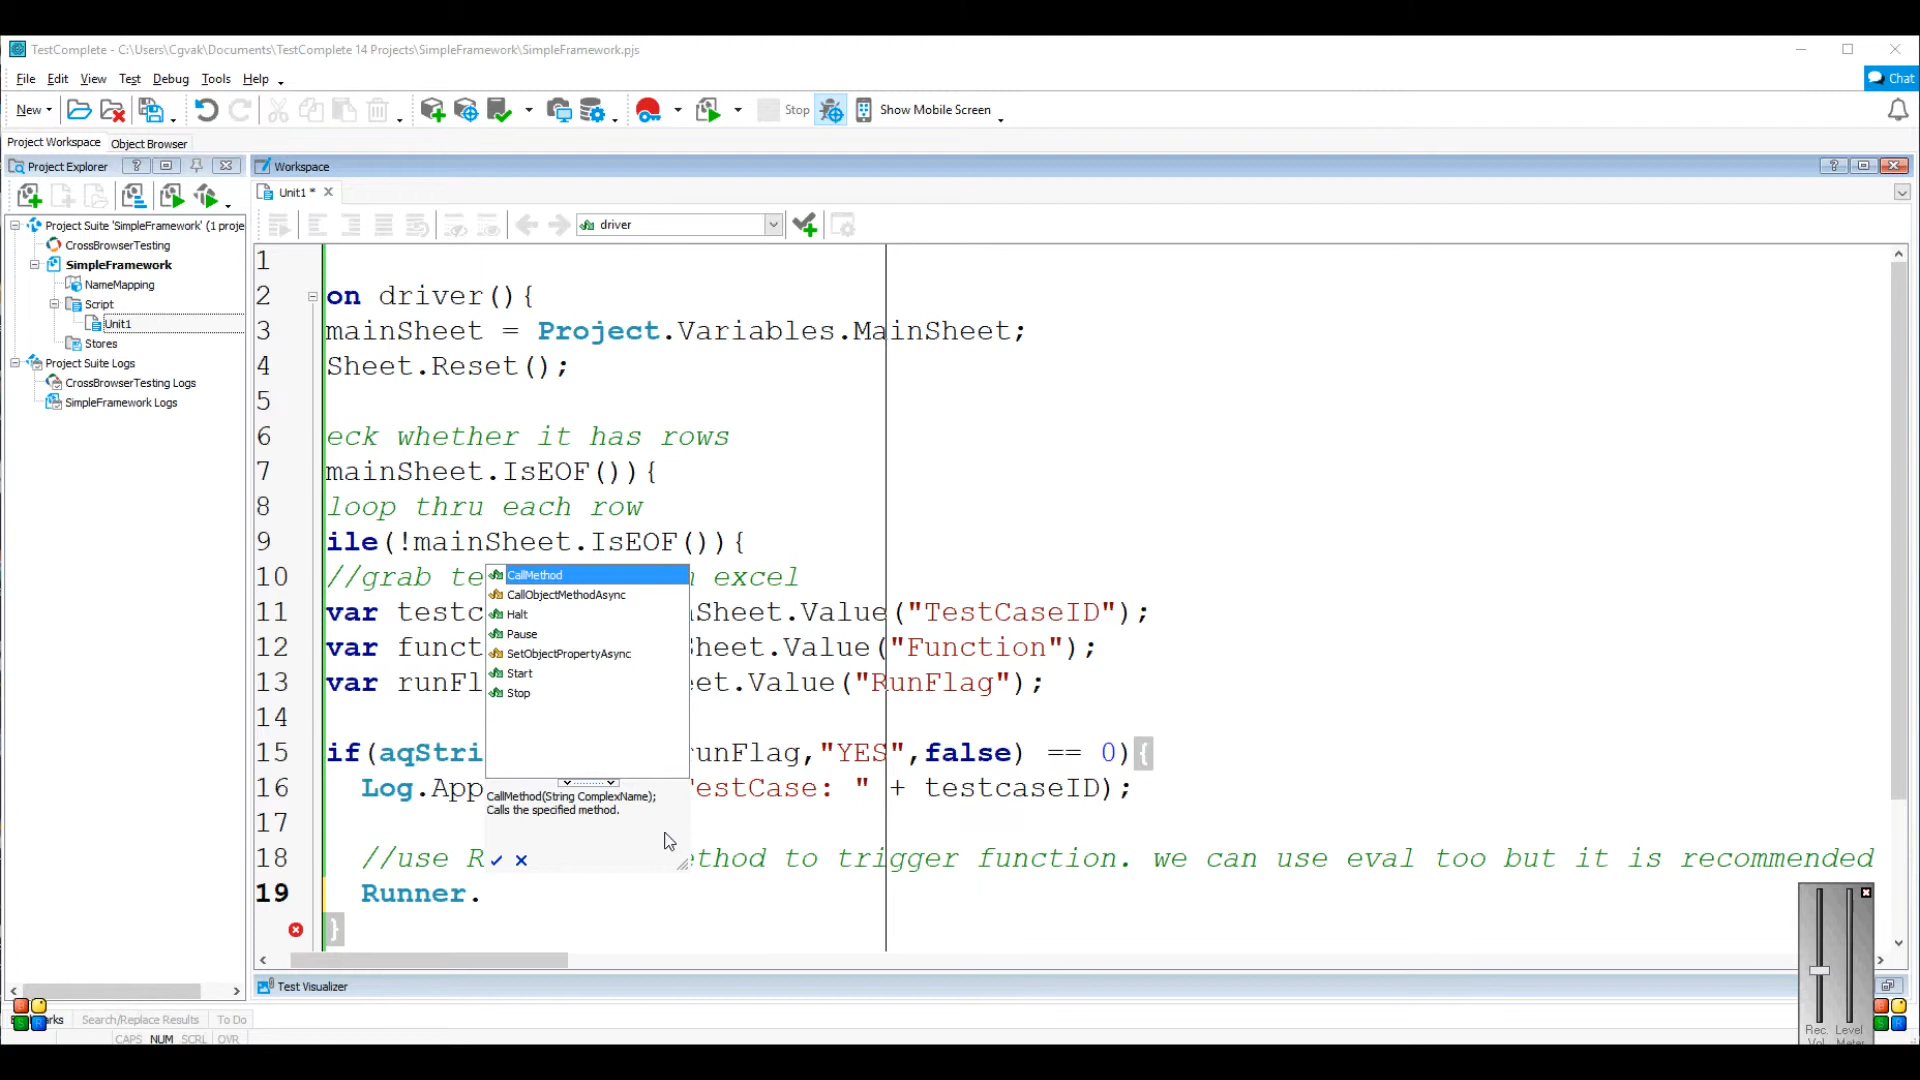 TestComplete - C:\Users\Cgvak\Documents\TestComplete 14 Projects\SimpleFramework\SimpleFramework.pjs
File Edit View Test Debug Tools Help
Chat
New
Stop
Show Mobile Screen
Project Workspace
Object Browser
Project Explorer
Workspace
Unit1 *
driver
Project Suite 'SimpleFramework' (1 proje
CrossBrowserTesting
SimpleFramework
NameMapping
Script
Unit1
Stores
Project Suite Logs
CrossBrowserTesting Logs
SimpleFramework Logs
1
2 on driver(){
3 mainSheet = Project.Variables.MainSheet;
4 Sheet.Reset();
5
6 eck whether it has rows
7 mainSheet.IsEOF()){
8 loop thru each row
9 ile(!mainSheet.IsEOF()){
10 //grab te excel
11 var testc Sheet.Value("TestCaseID");
12 var funct Sheet.Value("Function");
13 var runFl eet.Value("RunFlag");
14
15 if(aqStri runFlag,"YES",false) == 0){
16 Log.App TestCase: " + testcaseID);
17
18 //use R ethod to trigger function. we can use eval too but it is recommended
19 Runner.
}
CallMethod
CallObjectMethodAsync
Halt
Pause
SetObjectPropertyAsync
Start
Stop
CallMethod(String ComplexName);
Calls the specified method.
Test Visualizer
Search/Replace Results
To Do
CAPS NUM SCRL OVR
Rec. Level